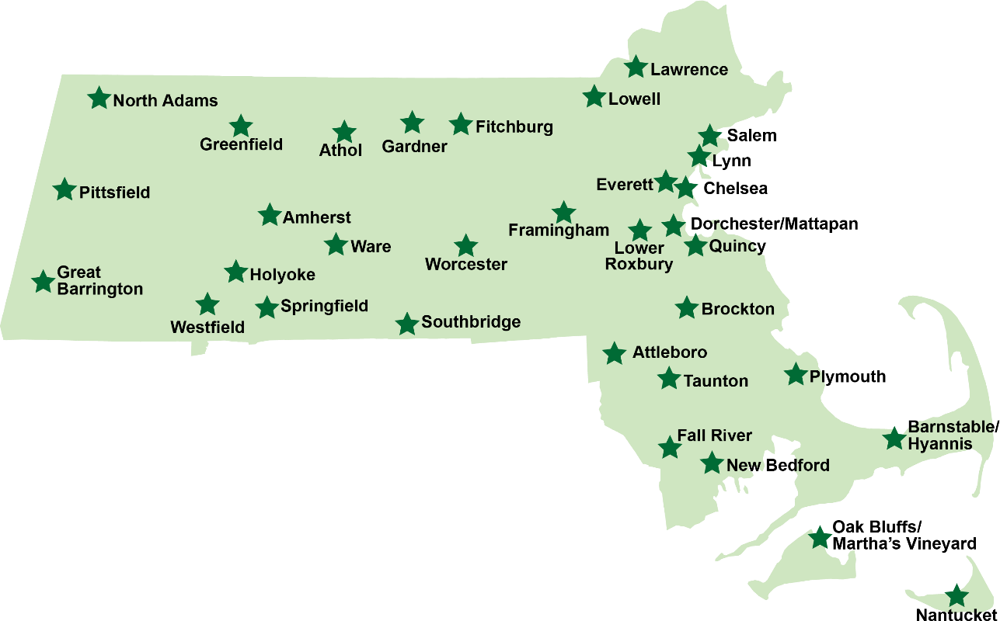 Lawrence
Lowell
North Adams
Fitchburg
Salem
Greenfield
Gardner
Athol
Lynn
Everett
Chelsea
Pittsfield
Amherst
Dorchester/Mattapan
Framingham
Ware
Quincy
Lower
Roxbury
Worcester
Great
Barrington
Holyoke
Springfield
Brockton
Westfield
Southbridge
Attleboro
Plymouth
Taunton
Barnstable/
Hyannis
Fall River
New Bedford
Oak Bluffs/
Martha’s Vineyard
Nantucket